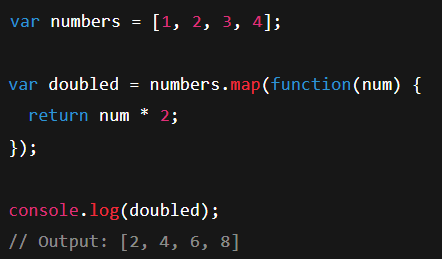 var numbers = [1, 2, 3, 4];
var doubled = numbers.map(function(num) {
  return num * 2;
});
console.log(doubled);
// Output: [2, 4, 6, 8]